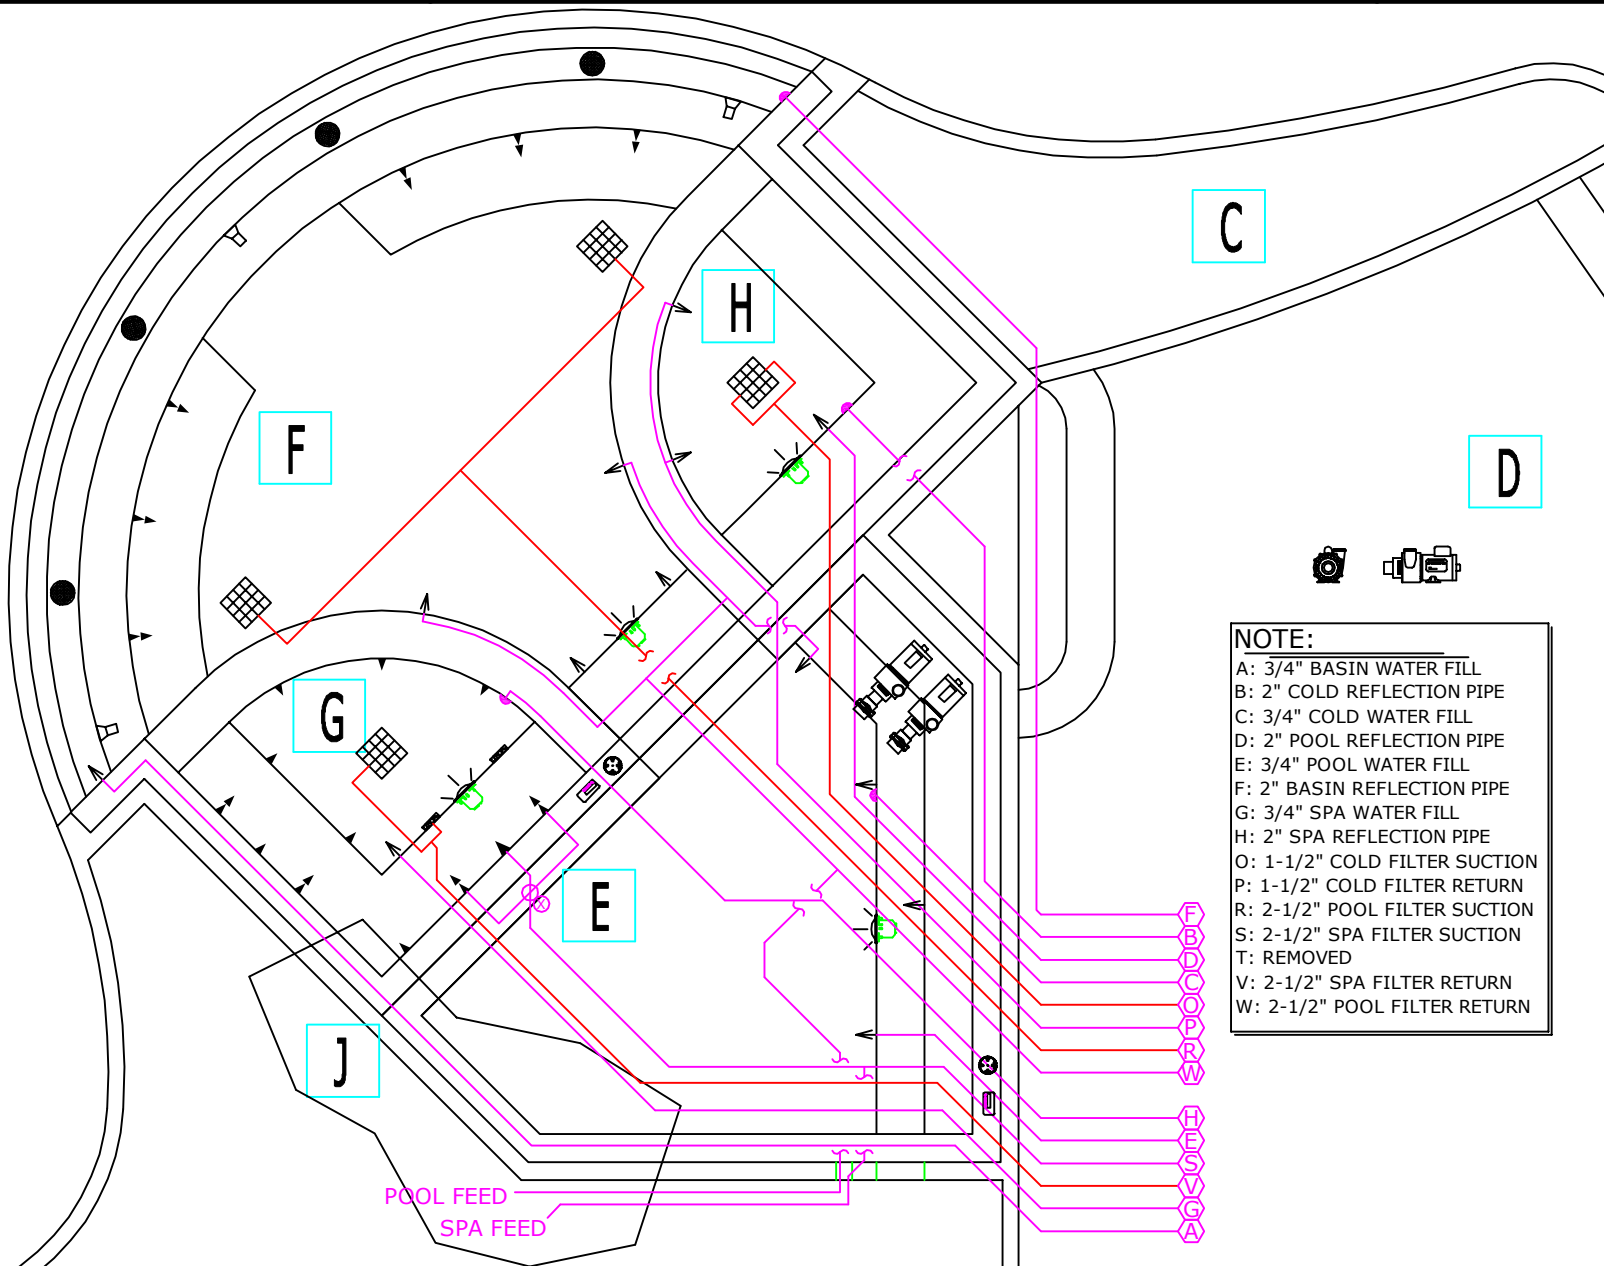 C
H
F
D
G
E
J
NOTE:
A: 3/4" BASIN WATER FILL
B: 2" COLD REFLECTION PIPE
C: 3/4" COLD WATER FILL
D: 2" POOL REFLECTION PIPE
E: 3/4" POOL WATER FILL
F: 2" BASIN REFLECTION PIPE
G: 3/4" SPA WATER FILL
H: 2" SPA REFLECTION PIPE
O: 1-1/2" COLD FILTER SUCTION
P: 1-1/2" COLD FILTER RETURN
R: 2-1/2" POOL FILTER SUCTION
S: 2-1/2" SPA FILTER SUCTION
T: REMOVED
V: 2-1/2" SPA FILTER RETURN
W: 2-1/2" POOL FILTER RETURN
F
B
D
C
O
P
R
W
H
E
S
V
G
A
POOL FEED
SPA FEED